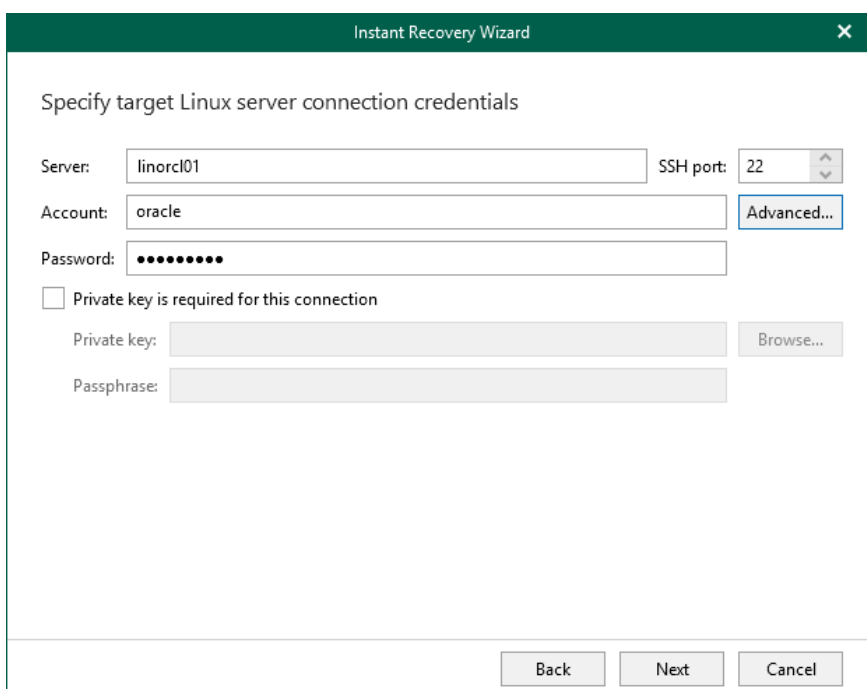 Instant Recovery Wizard
Specify target Linux server connection credentials
Server: linorcl01 SSH port: 22
Account: oracle Advanced...
Password: ●●●●●●●●●
Private key is required for this connection
Private key: Browse...
Passphrase:
Back Next Cancel